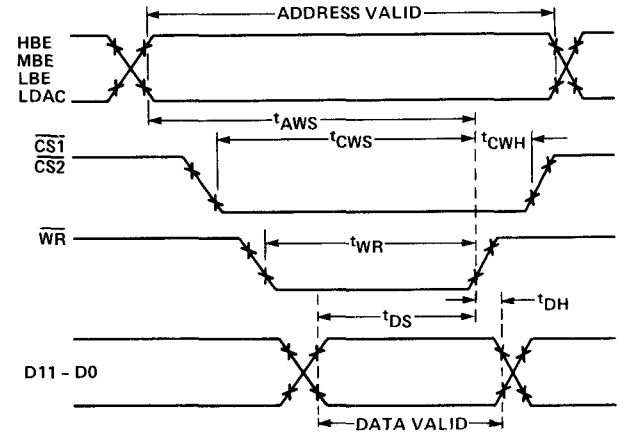 ADDRESS VALID
HBE
MBE
LBE
LDAC
tAWS
tCWS
tCWH
CS1
CS2
WR
tWR
tDS
tDH
D11 – D0
DATA VALID